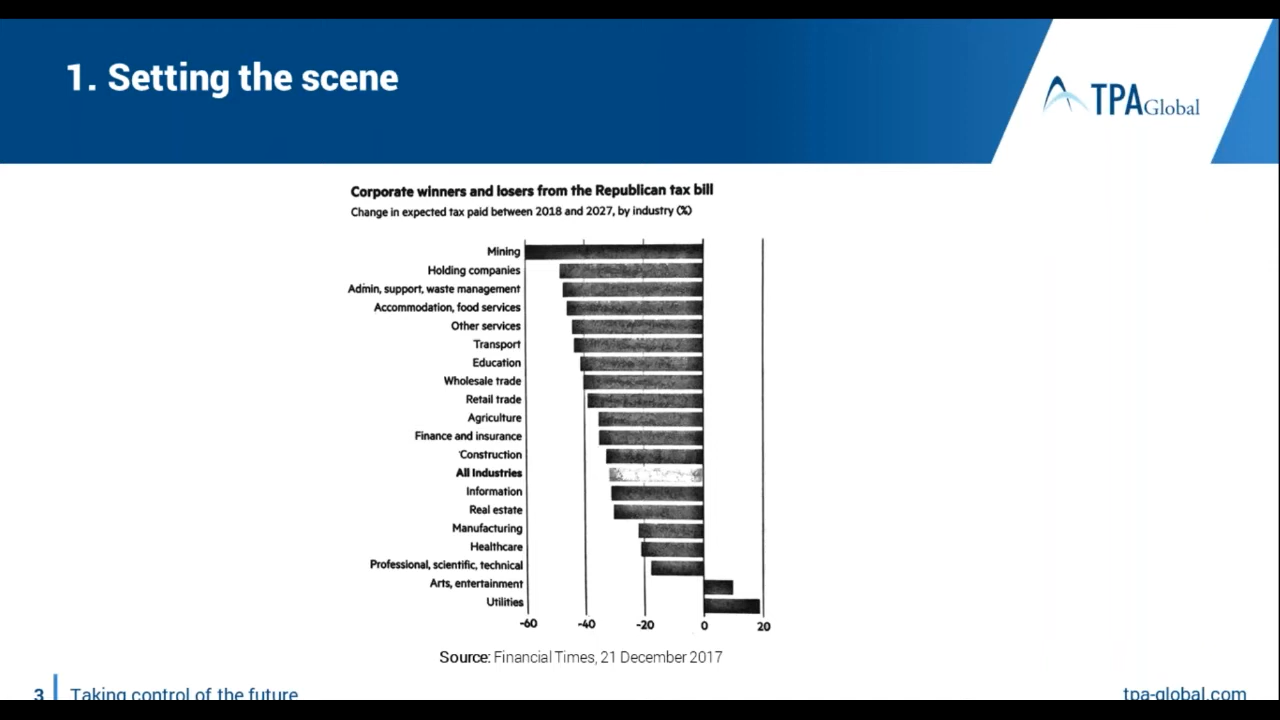 1. Setting the scene
TPAGlobal
Corporate winners and losers from the Republican tax bill
Change in expected tax paid between 2018 and 2027, by industry (%)
Mining
Holding companies
Admin, support, waste management
Accommodation, food services
Other services
Transport
Education
Wholesale trade
Retail trade
Agriculture
Finance and insurance
Construction
All Industries
Information
Real estate
Manufacturing
Healthcare
Professional, scientific, technical
Arts, entertainment
Utilities
-60 -40 -20 0 20
Source: Financial Times, 21 December 2017
3 Taking control of the future tpa-global.com